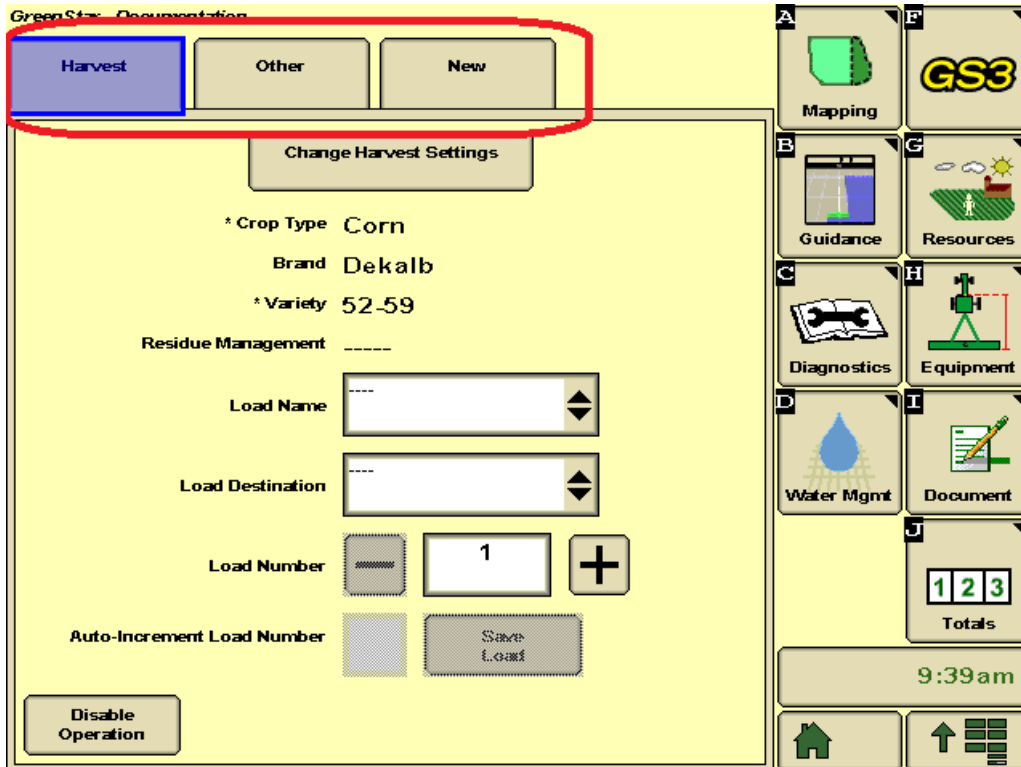 GreenStar - Documentation
Harvest
Other
New
Change Harvest Settings
* Crop Type Corn
Brand Dekalb
* Variety 52-59
Residue Management -----
Load Name ----
Load Destination ----
Load Number 1
Auto-Increment Load Number
Save
Load
Disable
Operation
A
Mapping
F
GS3
B
Guidance
G
Resources
C
Diagnostics
H
Equipment
D
Water Mgmt
I
Document
J
1 2 3
Totals
9:39am